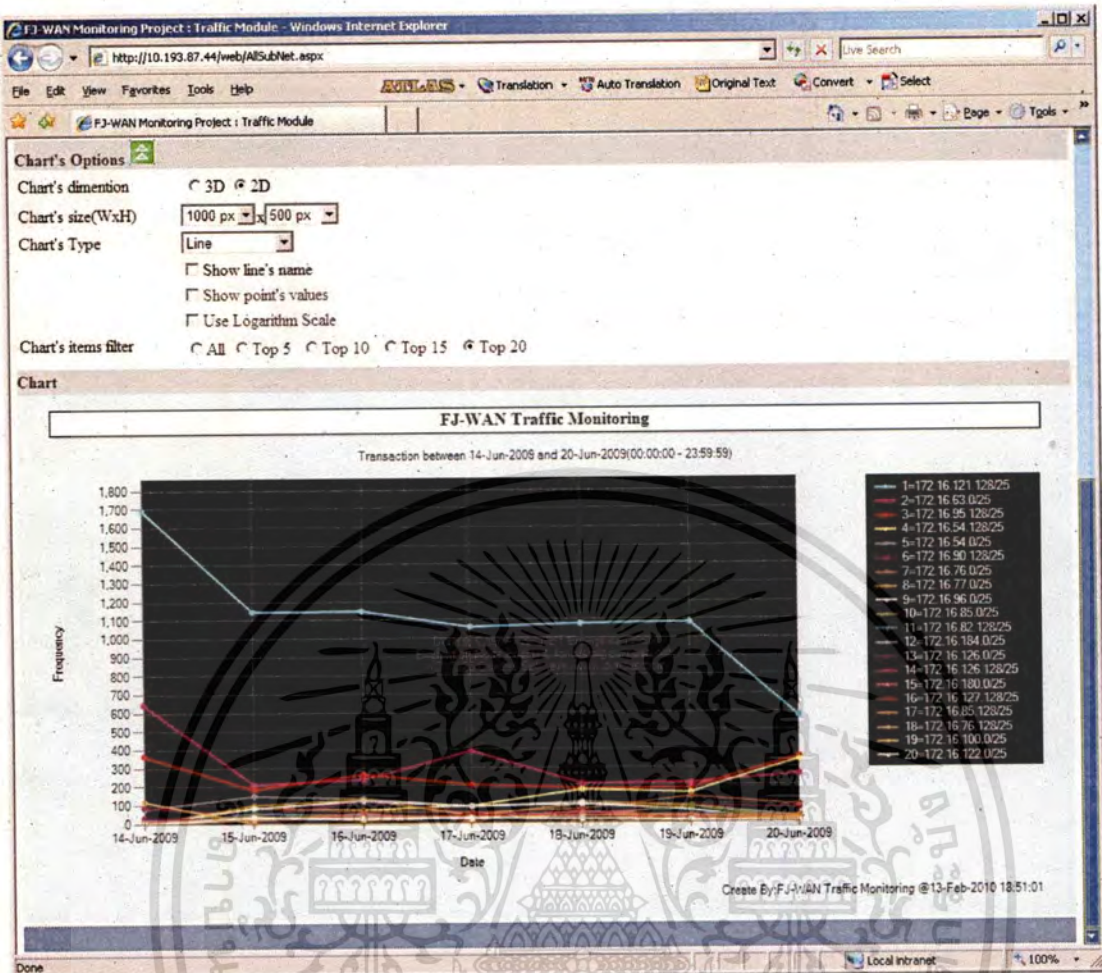 FJ-WAN Monitoring Project : Traffic Module - Windows Internet Explorer
http://10.193.87.44/web/AllSubNet.aspx
Live Search
File Edit View Favorites Tools Help
ATLAS Translation Auto Translation Original Text Convert Select
FJ-WAN Monitoring Project : Traffic Module
Page Tools
Chart's Options
Chart's dimention 3D 2D
Chart's size(WxH) 1000 px x 500 px
Chart's Type Line
Show line's name
Show point's values
Use Logarithm Scale
Chart's items filter All Top 5 Top 10 Top 15 Top 20
Chart
FJ-WAN Traffic Monitoring
Transaction between 14-Jun-2009 and 20-Jun-2009(00:00:00 - 23:59:59)
1,800
1,700
1,600
1,500
1,400
1,300
1,200
1,100
1,000
900
800
700
600
500
400
300
200
100
0
Frequency
14-Jun-2009 15-Jun-2009 16-Jun-2009 17-Jun-2009 18-Jun-2009 19-Jun-2009 20-Jun-2009
Date
1=172.16.121.128/25
2=172.16.63.0/25
3=172.16.95.128/25
4=172.16.54.128/25
5=172.16.54.0/25
6=172.16.90.128/25
7=172.16.76.0/25
8=172.16.77.0/25
9=172.16.96.0/25
10=172.16.85.0/25
11=172.16.82.128/25
12=172.16.184.0/25
13=172.16.126.0/25
14=172.16.126.128/25
15=172.16.180.0/25
16=172.16.127.128/25
17=172.16.85.128/25
18=172.16.76.128/25
19=172.16.100.0/25
20=172.16.122.0/25
Create By:FJ-WAN Traffic Monitoring @13-Feb-2010 18:51:01
Done
Local intranet
100%